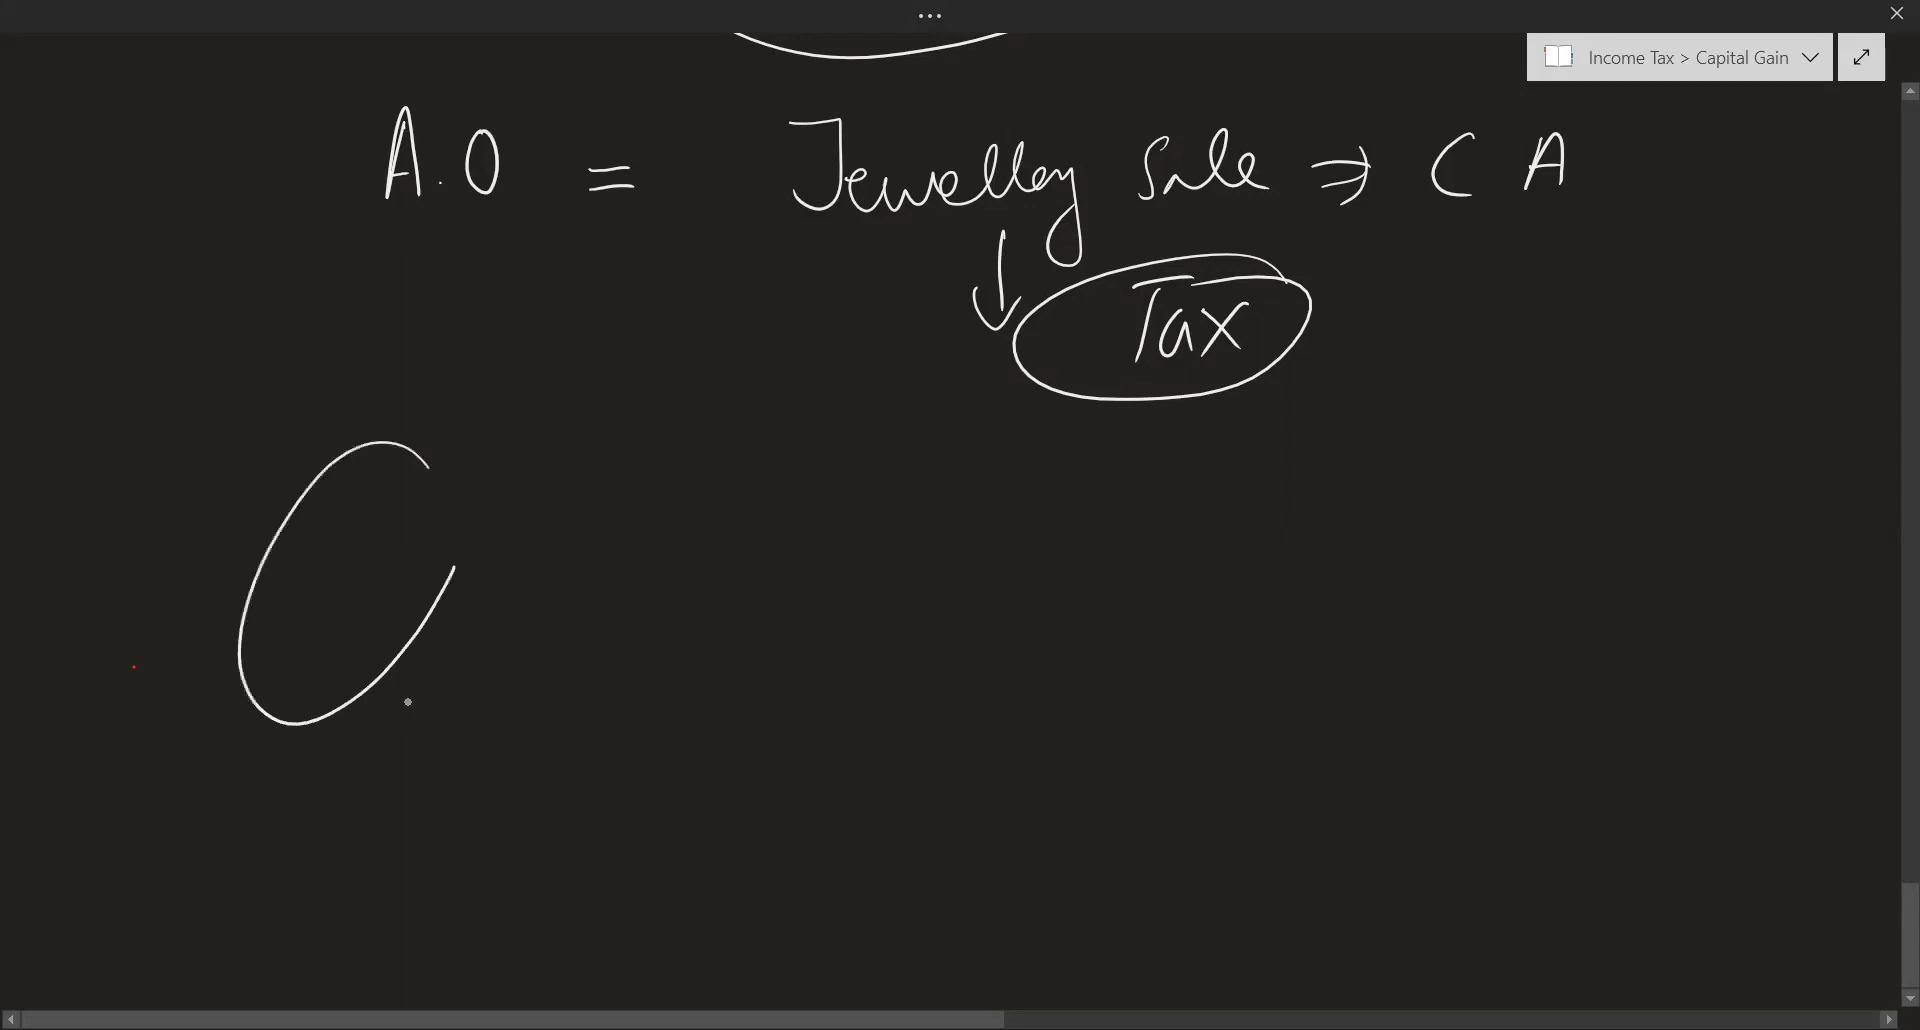 Income Tax > Capital Gain
A.O = Jewellery Sale ⇒ C A
↓
Tax